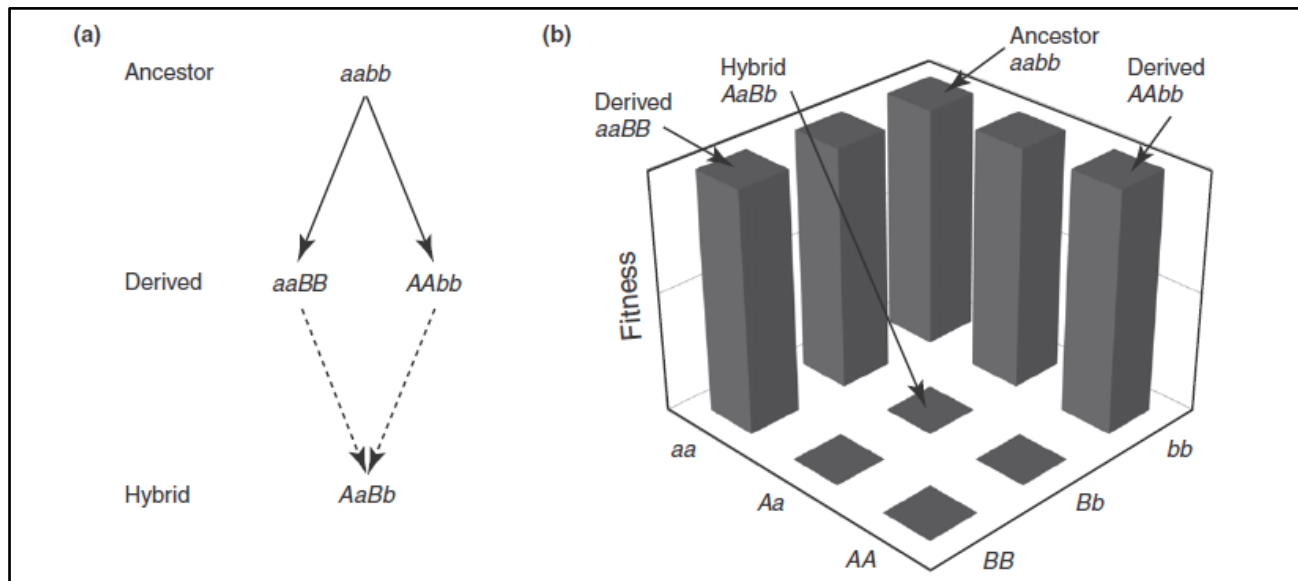 (a)
Ancestor aabb
Derived aaBB AAbb
Hybrid AaBb
(b)
Ancestor
aabb
Hybrid
AaBb
Derived
AAbb
Derived
aaBB
Fitness
aa
Aa
AA
BB
Bb
bb